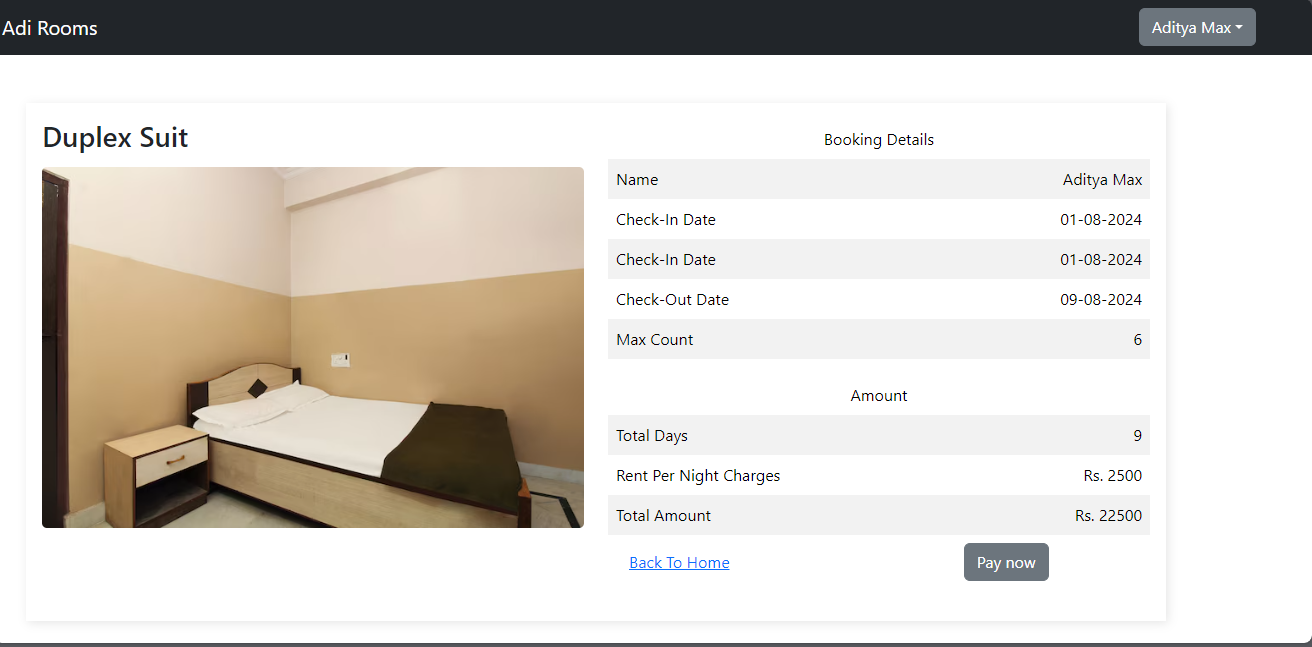 Adi Rooms
Aditya Max
Duplex Suit
Booking Details
Name Aditya Max
Check-In Date 01-08-2024
Check-In Date 01-08-2024
Check-Out Date 09-08-2024
Max Count 6
Amount
Total Days 9
Rent Per Night Charges Rs. 2500
Total Amount Rs. 22500
Back To Home Pay now